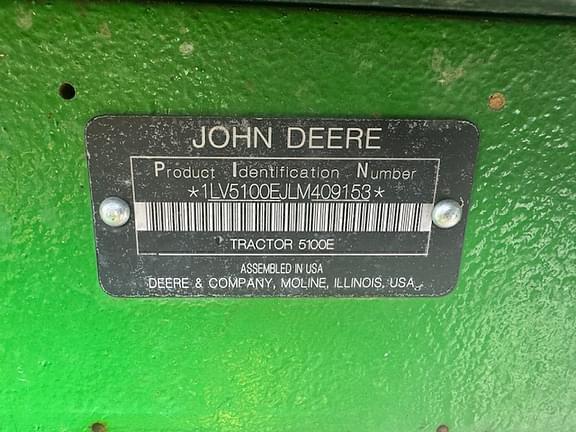 JOHN DEERE
Product Identification Number
*1LV5100EJLM409153*
TRACTOR 5100E
ASSEMBLED IN USA
DEERE & COMPANY, MOLINE, ILLINOIS, USA